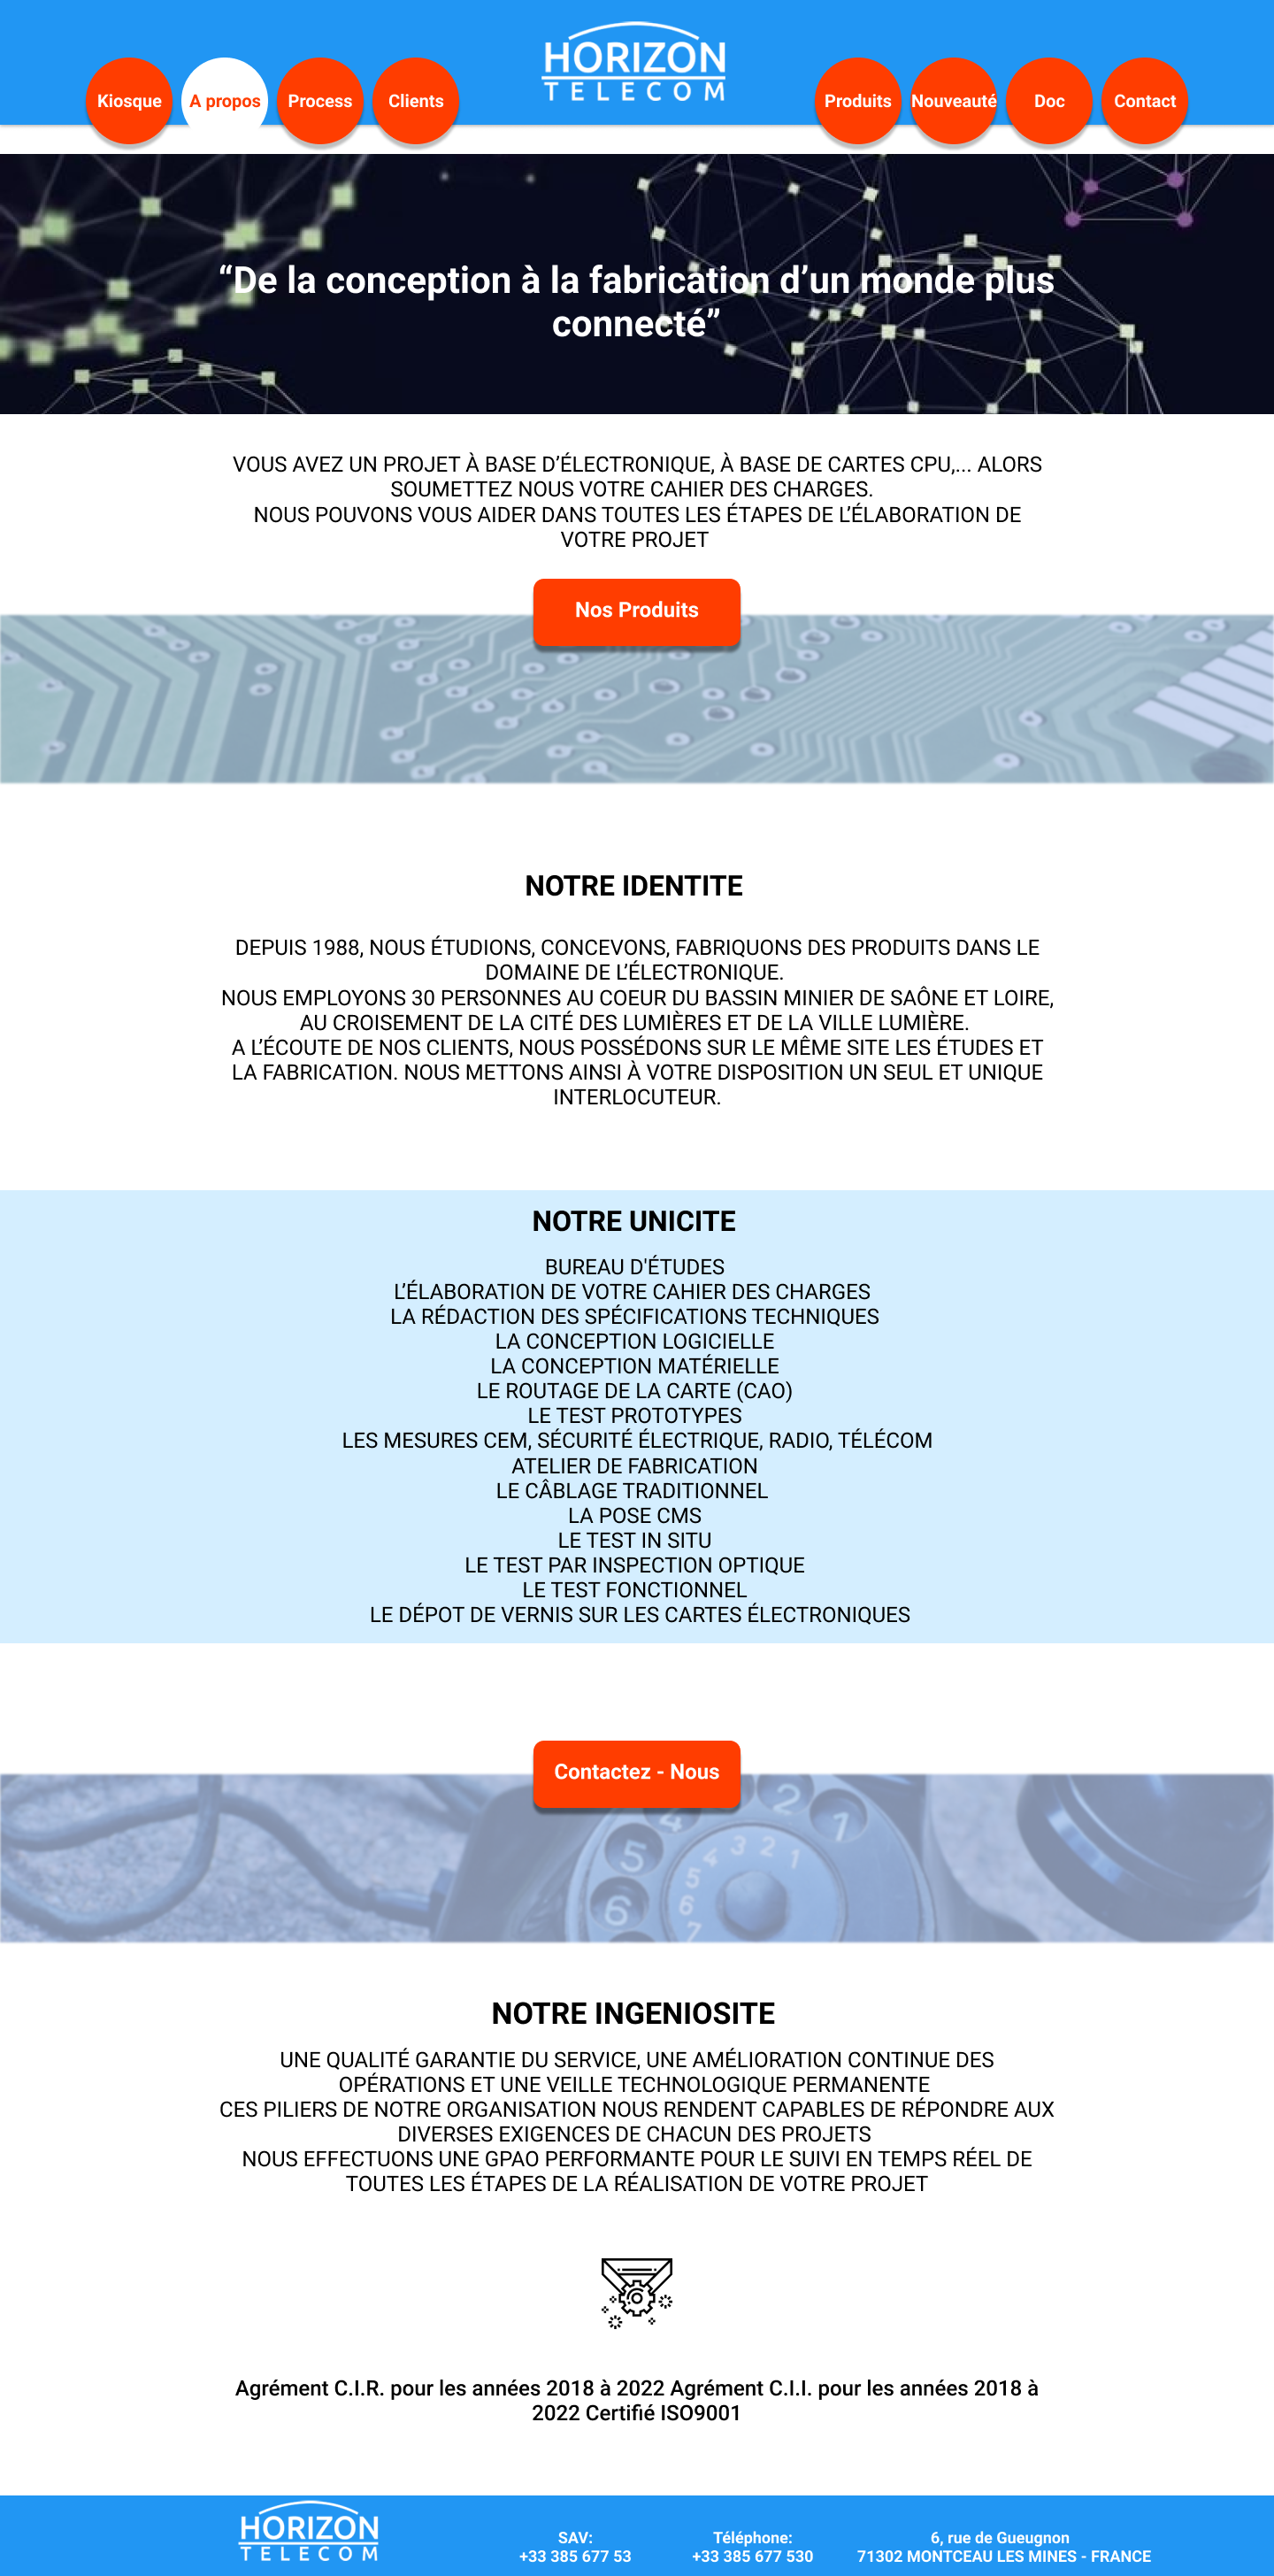 HORIZON
TELECOM
Kiosque
A propos
Process
Clients
Produits
Nouveauté
Doc
Contact
“De la conception à la fabrication d’un monde plus
connecté”
VOUS AVEZ UN PROJET À BASE D’ÉLECTRONIQUE, À BASE DE CARTES CPU,... ALORS
SOUMETTEZ NOUS VOTRE CAHIER DES CHARGES.
NOUS POUVONS VOUS AIDER DANS TOUTES LES ÉTAPES DE L’ÉLABORATION DE
VOTRE PROJET
Nos Produits
NOTRE IDENTITE
DEPUIS 1988, NOUS ÉTUDIONS, CONCEVONS, FABRIQUONS DES PRODUITS DANS LE
DOMAINE DE L’ÉLECTRONIQUE.
NOUS EMPLOYONS 30 PERSONNES AU COEUR DU BASSIN MINIER DE SAÔNE ET LOIRE,
AU CROISEMENT DE LA CITÉ DES LUMIÈRES ET DE LA VILLE LUMIÈRE.
A L’ÉCOUTE DE NOS CLIENTS, NOUS POSSÉDONS SUR LE MÊME SITE LES ÉTUDES ET
LA FABRICATION. NOUS METTONS AINSI À VOTRE DISPOSITION UN SEUL ET UNIQUE
INTERLOCUTEUR.
NOTRE UNICITE
BUREAU D'ÉTUDES
L’ÉLABORATION DE VOTRE CAHIER DES CHARGES
LA RÉDACTION DES SPÉCIFICATIONS TECHNIQUES
LA CONCEPTION LOGICIELLE
LA CONCEPTION MATÉRIELLE
LE ROUTAGE DE LA CARTE (CAO)
LE TEST PROTOTYPES
LES MESURES CEM, SÉCURITÉ ÉLECTRIQUE, RADIO, TÉLÉCOM
ATELIER DE FABRICATION
LE CÂBLAGE TRADITIONNEL
LA POSE CMS
LE TEST IN SITU
LE TEST PAR INSPECTION OPTIQUE
LE TEST FONCTIONNEL
LE DÉPOT DE VERNIS SUR LES CARTES ÉLECTRONIQUES
Contactez - Nous
4 2 1
5 4 3 2 1
6 5
6
7
NOTRE INGENIOSITE
UNE QUALITÉ GARANTIE DU SERVICE, UNE AMÉLIORATION CONTINUE DES
OPÉRATIONS ET UNE VEILLE TECHNOLOGIQUE PERMANENTE
CES PILIERS DE NOTRE ORGANISATION NOUS RENDENT CAPABLES DE RÉPONDRE AUX
DIVERSES EXIGENCES DE CHACUN DES PROJETS
NOUS EFFECTUONS UNE GPAO PERFORMANTE POUR LE SUIVI EN TEMPS RÉEL DE
TOUTES LES ÉTAPES DE LA RÉALISATION DE VOTRE PROJET
Agrément C.I.R. pour les années 2018 à 2022 Agrément C.I.I. pour les années 2018 à
2022 Certifié ISO9001
HORIZON
TELECOM
SAV:
+33 385 677 53
Téléphone:
+33 385 677 530
6, rue de Gueugnon
71302 MONTCEAU LES MINES - FRANCE